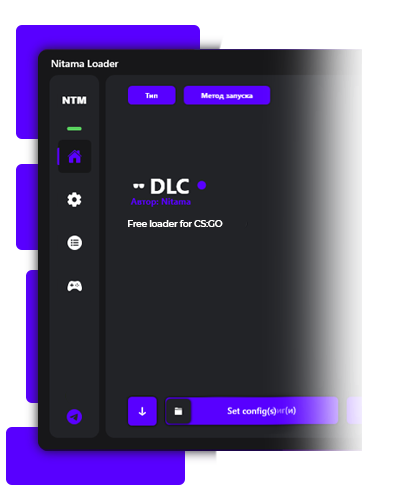 Nitama Loader
NTM
Тип
Метод запуска
DLC
Автор: Nitama
Free loader for CS:GO
Set config(s)